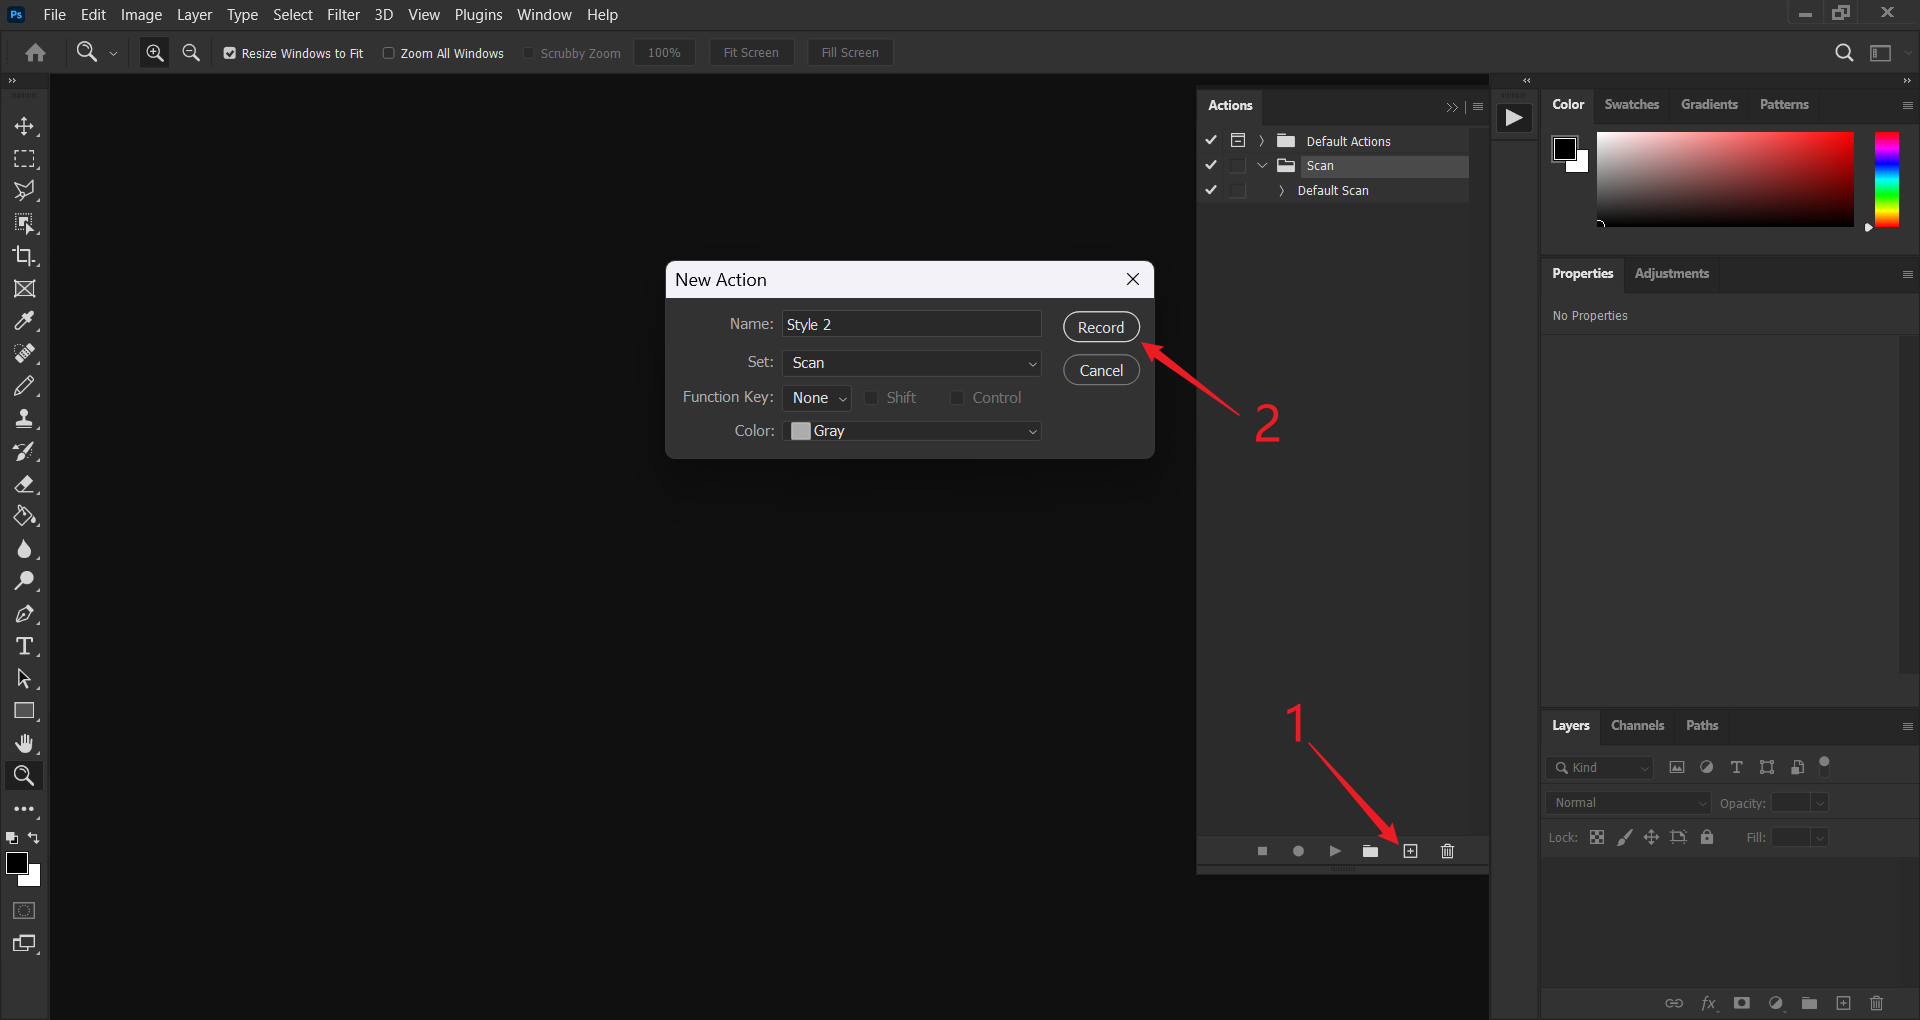 Ps File Edit Image Layer Type Select Filter 3D View Plugins Window Help
Resize Windows to Fit Zoom All Windows Scrubby Zoom 100% Fit Screen Fill Screen
Actions
Default Actions
Scan
Default Scan
New Action
Name: Style 2
Record
Set: Scan
Cancel
Function Key: None Shift Control
Color: Gray
2
1
Color Swatches Gradients Patterns
Properties Adjustments
No Properties
Layers Channels Paths
Kind
Normal Opacity:
Lock: Fill:
fx